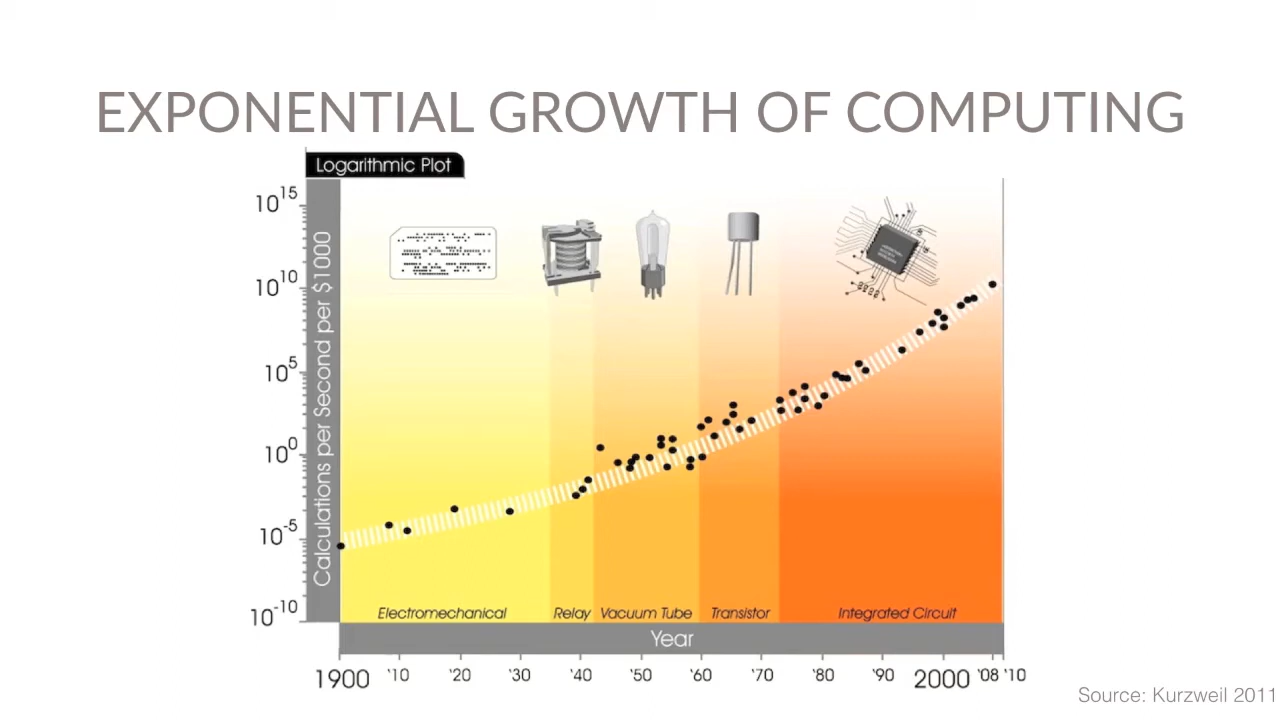 EXPONENTIAL GROWTH OF COMPUTING
Logarithmic Plot
10^15
10^10
10^5
10^0
10^-5
10^-10
Calculations per Second per $1000
Electromechanical Relay Vacuum Tube Transistor Integrated Circuit
Year
1900 '10 '20 '30 '40 '50 '60 '70 '80 '90 2000 '08 '10
Source: Kurzweil 2011